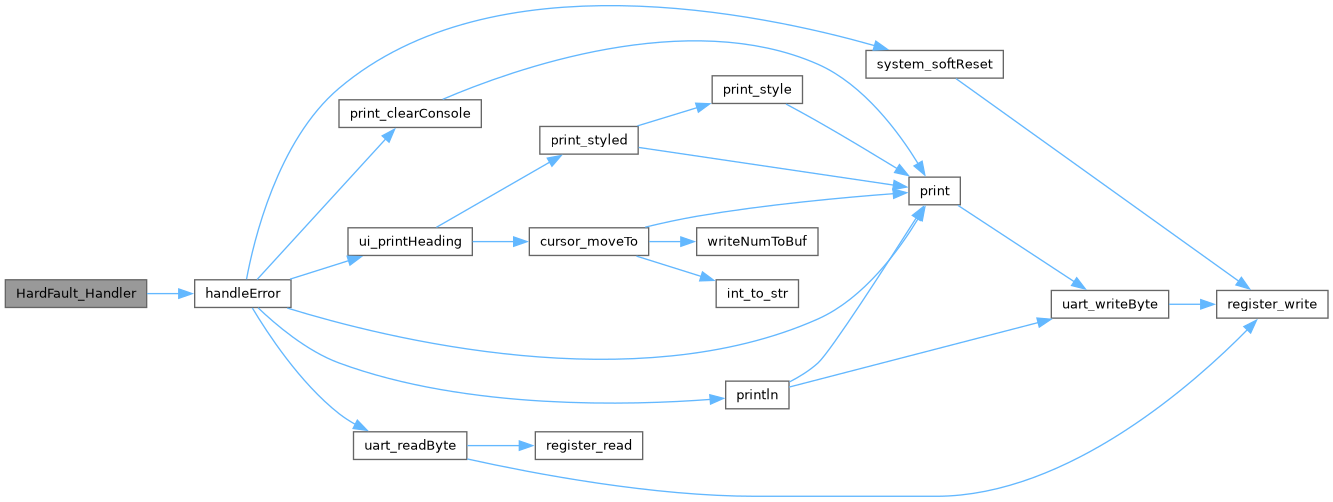 HardFault_Handler
handleError
print_clearConsole
ui_printHeading
uart_readByte
print_styled
cursor_moveTo
register_read
print_style
writeNumToBuf
int_to_str
println
system_softReset
print
uart_writeByte
register_write